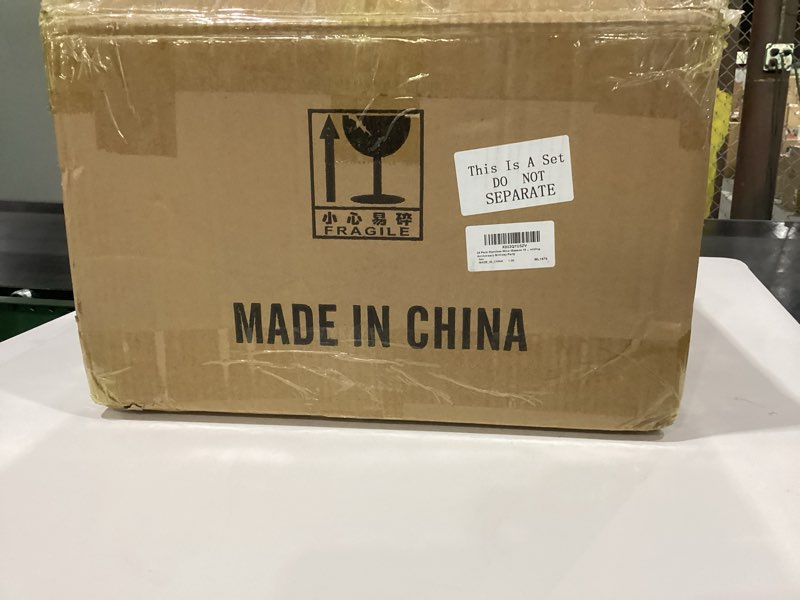 小心易碎
FRAGILE
This Is A Set
DO NOT
SEPARATE
MADE IN CHINA